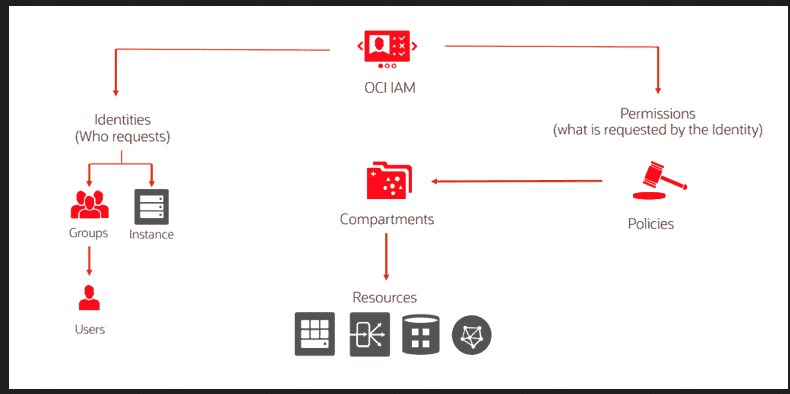 OCI IAM
Identities
(Who requests)
Permissions
(what is requested by the Identity)
Groups
Instance
Compartments
Policies
Users
Resources